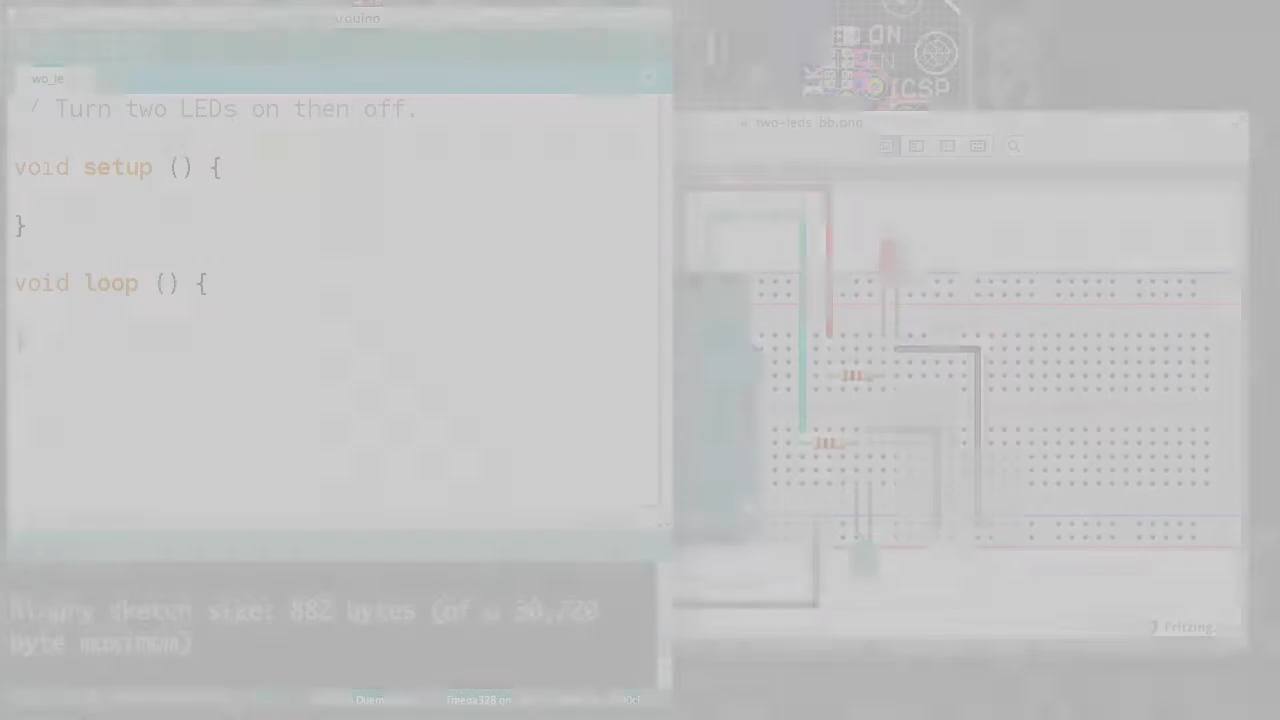 wo_le
/ Turn two LEDs on then off.
void setup () {
}
void loop () {
Binary sketch size: 882 bytes (of a 30,720
byte maximum)
ON
ICSP
two-leds_bb.png
Fritzing